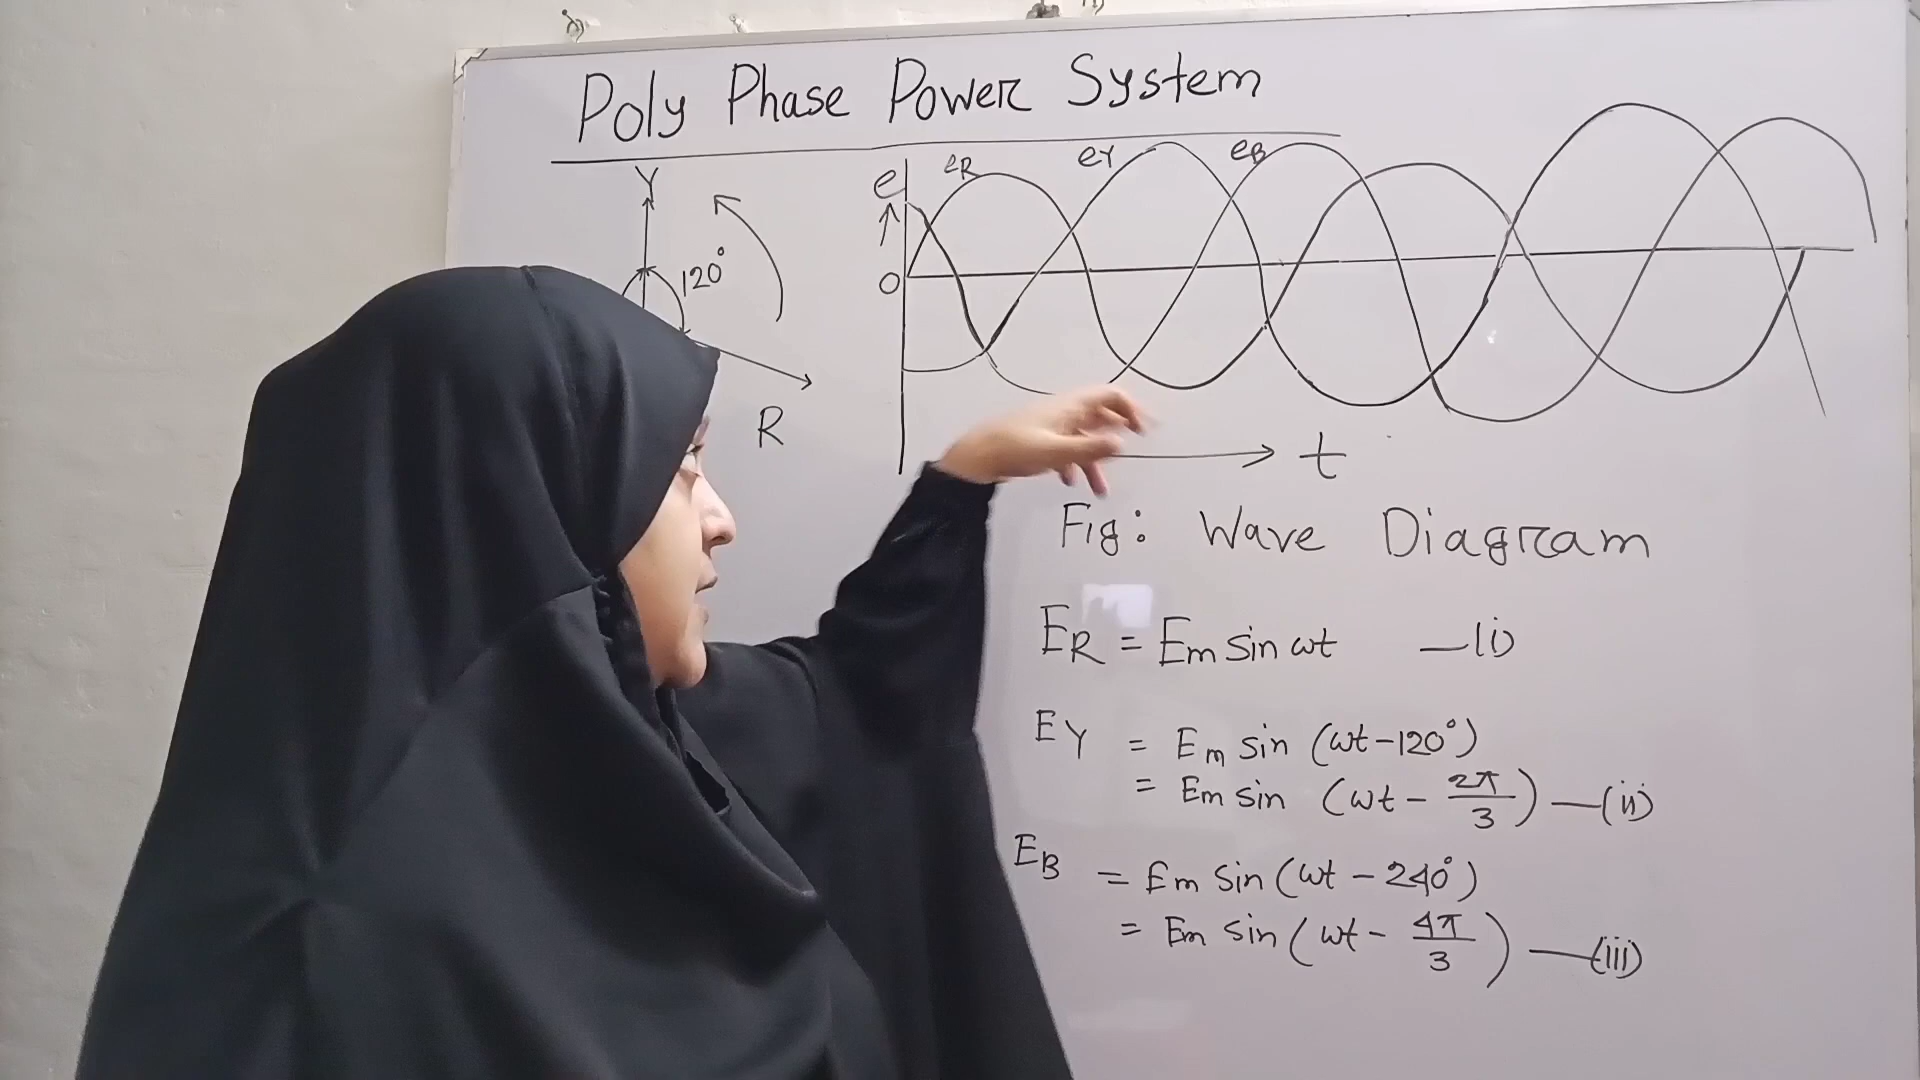 Poly Phase Power System
Y
120°
R
e
eR
eY
eB
0
t
Fig: Wave Diagram
ER = Em sin ωt —(i)
EY = Em sin (ωt-120°)
= Em sin (ωt - 2π/3) —(ii)
EB = Em sin (ωt - 240°)
= Em sin (ωt - 4π/3) —(iii)